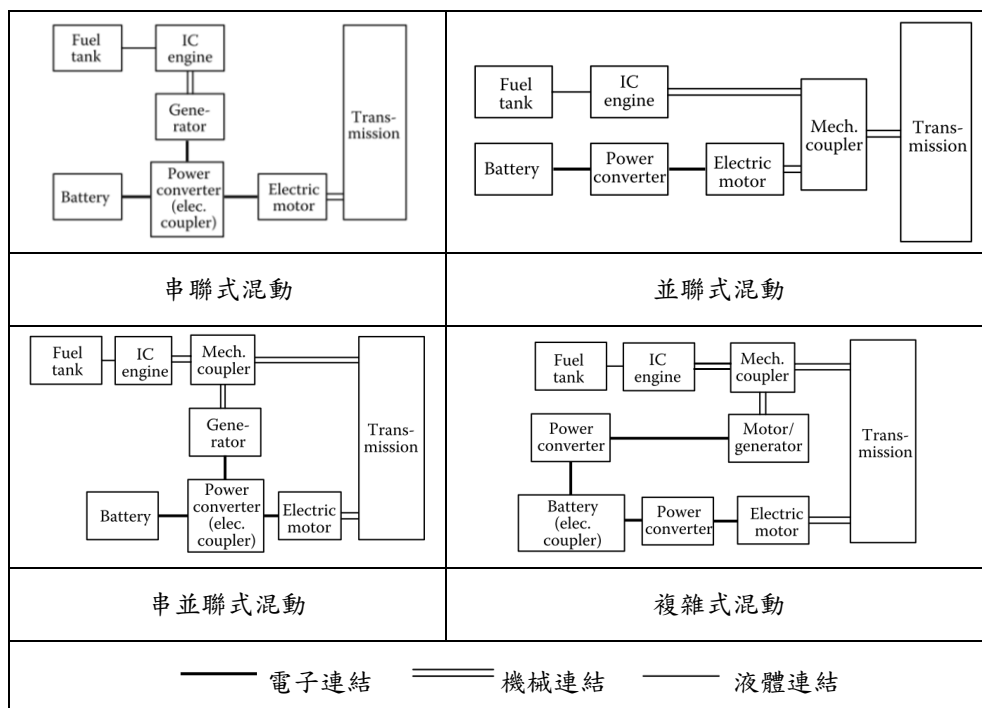 Fuel
tank
IC
engine
Gene-
rator
Trans-
mission
Battery
Power
converter
(elec.
coupler)
Electric
motor
Fuel
tank
IC
engine
Mech.
coupler
Trans-
mission
Battery
Power
converter
Electric
motor
串聯式混動
並聯式混動
Fuel
tank
IC
engine
Mech.
coupler
Gene-
rator
Trans-
mission
Battery
Power
converter
(elec.
coupler)
Electric
motor
Fuel
tank
IC
engine
Mech.
coupler
Power
converter
Motor/
generator
Trans-
mission
Battery
(elec.
coupler)
Power
converter
Electric
motor
串並聯式混動
複雜式混動
電子連結
機械連結
液體連結